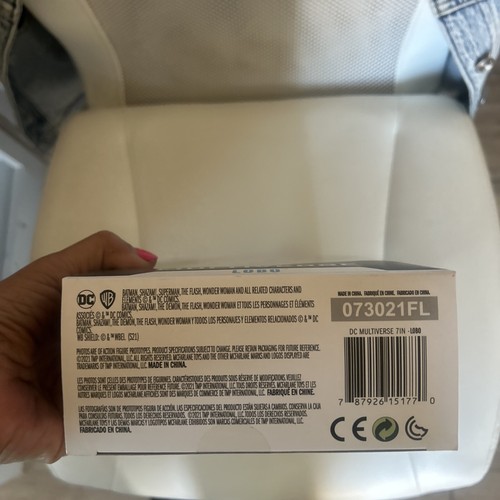 LOBO
DC
WB
BATMAN, SHAZAM!, SUPERMAN, THE FLASH, WONDER WOMAN AND ALL RELATED CHARACTERS AND
ELEMENTS © & ™ DC COMICS.
BATMAN, SHAZAM!, THE DEMON, THE FLASH, WONDER WOMAN ET TOUS LES PERSONNAGES ET ÉLÉMENTS
ASSOCIÉS © & ™ DC COMICS.
BATMAN, SHAZAM!, THE DEMON, THE FLASH, WONDER WOMAN Y TODOS LOS PERSONAJES Y ELEMENTOS RELACIONADOS © & ™ DC
COMICS.
WB SHIELD: © & ™ WBEI. (S21)
PHOTOS ARE OF ACTION FIGURE PROTOTYPES. PRODUCT SPECIFICATIONS SUBJECT TO CHANGE. PLEASE RETAIN PACKAGING FOR FUTURE REFERENCE.
©2021 TMP INTERNATIONAL, LLC. ALL RIGHTS RESERVED. MCFARLANE TOYS AND THE OTHER MCFARLANE MARKS AND LOGOS DISPLAYED ARE
TRADEMARKS OF TMP INTERNATIONAL, LLC. MADE IN CHINA.
LES PHOTOS SONT CELLES DE PROTOTYPES DE FIGURINES. CARACTÉRISTIQUES DES PRODUITS SOUS RÉSERVE DE MODIFICATIONS. VEUILLEZ
CONSERVER LE PRÉSENT EMBALLAGE POUR RÉFÉRENCE FUTURE. ©2021 TMP INTERNATIONAL, LLC. TOUS DROITS RÉSERVÉS. MCFARLANE TOYS ET LES
AUTRES MARQUES ET LOGOS MCFARLANE AFFICHÉS SONT DES MARQUES DE COMMERCE DE TMP INTERNATIONAL, LLC. FABRIQUÉ EN CHINE.
LAS FOTOGRAFÍAS SON DE PROTOTIPOS DE FIGURAS DE ACCIÓN. LAS ESPECIFICACIONES DEL PRODUCTO ESTÁN SUJETAS A CAMBIOS. CONSERVA LA CAJA
PARA CONSULTAS FUTURAS. ©2021 TMP INTERNATIONAL, LLC. TODOS LOS DERECHOS RESERVADOS. MCFARLANE TOYS Y LAS
DEMÁS MARCAS Y LOGOTIPOS MCFARLANE EXHIBIDOS SON MARCAS COMERCIALES DE TMP INTERNATIONAL, LLC.
FABRICADO EN CHINA.
MADE IN CHINA. FABRIQUÉ EN CHINE. FABRICADO EN CHINA.
073021FL
DC MULTIVERSE 7IN - LOBO
7 87926 15177 0
CE